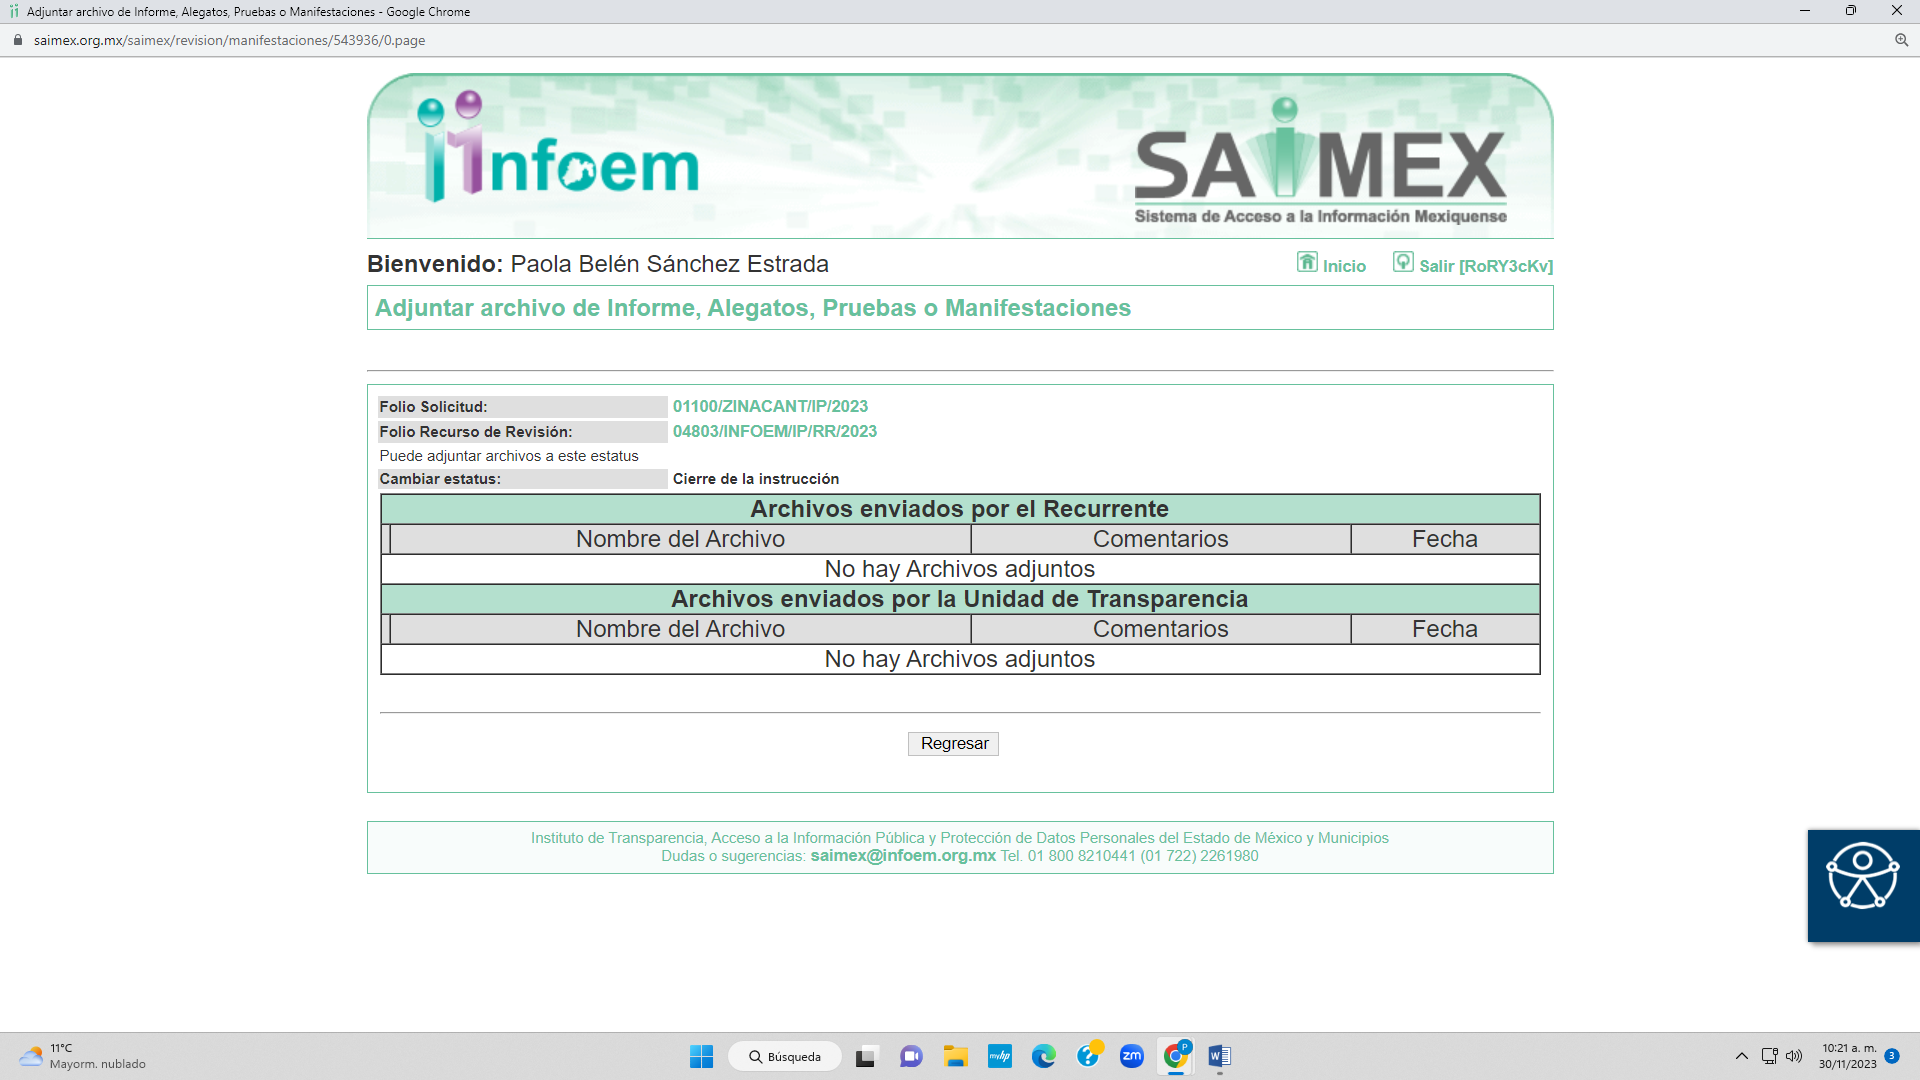 Adjuntar archivo de Informe, Alegatos, Pruebas o Manifestaciones - Google Chrome
saimex.org.mx/saimex/revision/manifestaciones/543936/0.page
infoem
SAIMEX
Sistema de Acceso a la Información Mexiquense
Bienvenido: Paola Belén Sánchez Estrada
Inicio
Salir [RoRY3cKv]
Adjuntar archivo de Informe, Alegatos, Pruebas o Manifestaciones
Folio Solicitud: 01100/ZINACANT/IP/2023
Folio Recurso de Revisión: 04803/INFOEM/IP/RR/2023
Puede adjuntar archivos a este estatus
Cambiar estatus: Cierre de la instrucción
Archivos enviados por el Recurrente
Nombre del Archivo Comentarios Fecha
No hay Archivos adjuntos
Archivos enviados por la Unidad de Transparencia
Nombre del Archivo Comentarios Fecha
No hay Archivos adjuntos
Regresar
Instituto de Transparencia, Acceso a la Información Pública y Protección de Datos Personales del Estado de México y Municipios
Dudas o sugerencias: saimex@infoem.org.mx Tel. 01 800 8210441 (01 722) 2261980
11°C
Mayorm. nublado
Búsqueda
myhp
zm
P
W
10:21 a. m.
30/11/2023
3